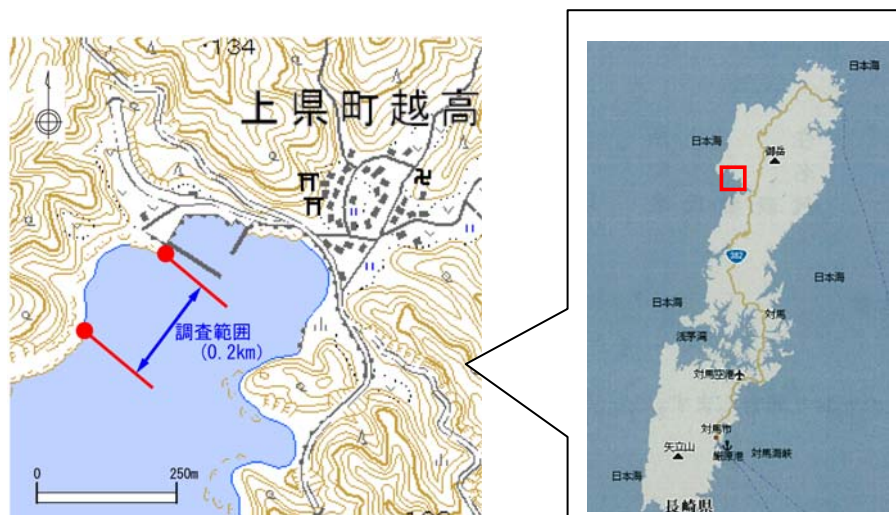 ・134
上県町越高
調査範囲
(0.2km)
0
250m
日本海
日本海
御岳
382
日本海
日本海
対馬
浅茅湾
対馬空港
対馬市
厳原港
対馬海峡
矢立山
日本海
長崎県